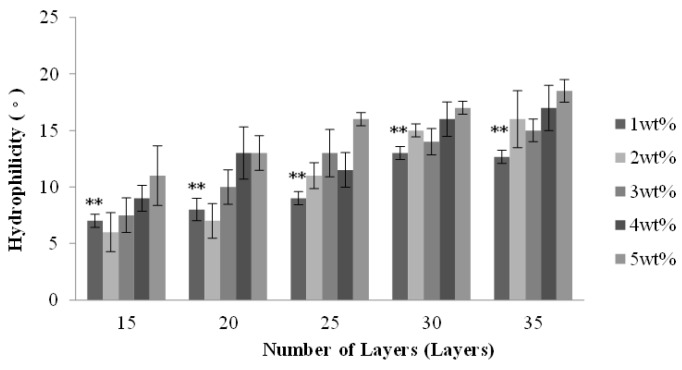 25
20
15
10
5
0
Hydrophilicity ( ° )
**
**
**
**
**
15 20 25 30 35
Number of Layers (Layers)
1wt%
2wt%
3wt%
4wt%
5wt%